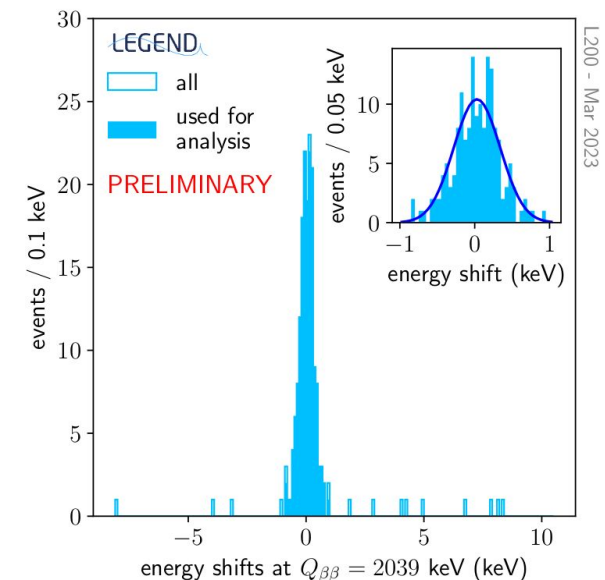 30
25
20
15
10
5
0
events / 0.1 keV
LEGEND
all
used for
analysis
PRELIMINARY
events / 0.05 keV
10
5
0
−1
0
1
energy shift (keV)
L200 - Mar 2023
−5
0
5
10
energy shifts at Qββ = 2039 keV (keV)